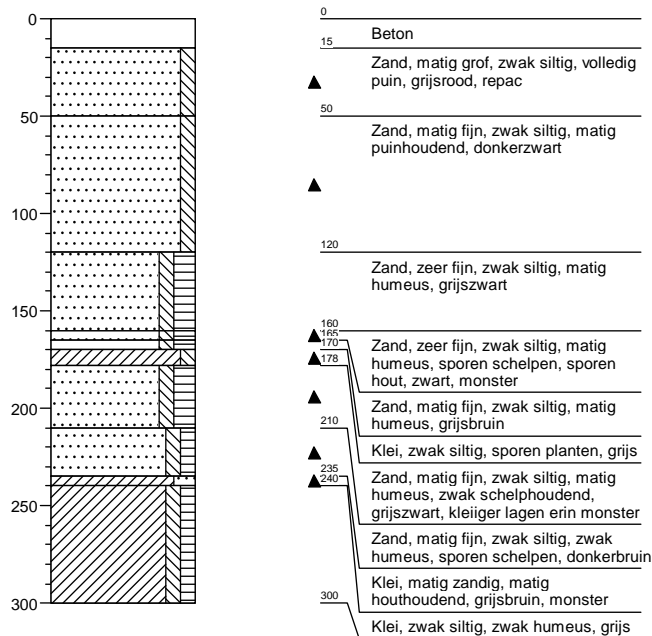 0
50
100
150
200
250
300
0
Beton
15
Zand, matig grof, zwak siltig, volledig
puin, grijsrood, repac
50
Zand, matig fijn, zwak siltig, matig
puinhoudend, donkerzwart
120
Zand, zeer fijn, zwak siltig, matig
humeus, grijszwart
160
165
Zand, zeer fijn, zwak siltig, matig
humeus, sporen schelpen, sporen
hout, zwart, monster
170
Zand, matig fijn, zwak siltig, matig
humeus, grijsbruin
178
Klei, zwak siltig, sporen planten, grijs
210
Zand, matig fijn, zwak siltig, matig
humeus, zwak schelphoudend,
grijszwart, kleiiger lagen erin monster
235
Zand, matig fijn, zwak siltig, zwak
humeus, sporen schelpen, donkerbruin
240
Klei, matig zandig, matig
houthoudend, grijsbruin, monster
300
Klei, zwak siltig, zwak humeus, grijs